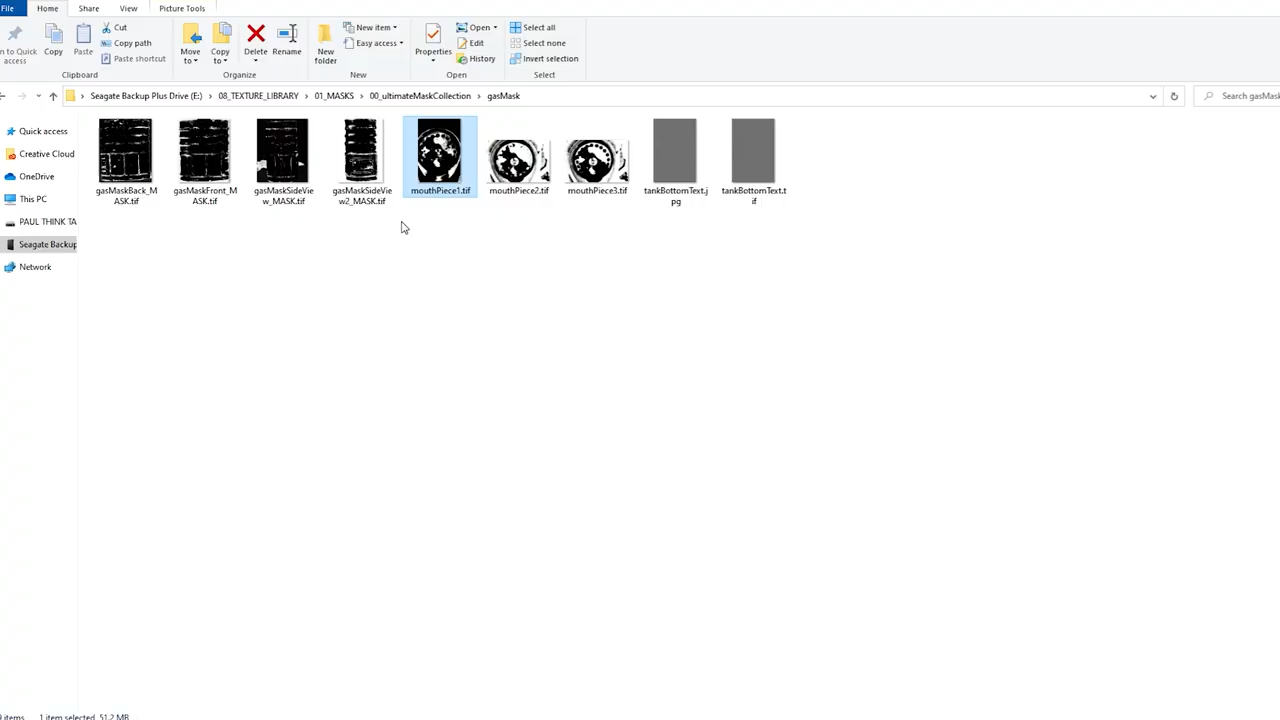 File Home Share View Picture Tools
Cut
Copy path
Paste shortcut
n to Quick access
Copy
Paste
Move to
Copy to
Delete
Rename
New folder
New item
Easy access
Properties
Open
Edit
History
Select all
Select none
Invert selection
Clipboard Organize New Open Select
Seagate Backup Plus Drive (E:) › 08_TEXTURE_LIBRARY › 01_MASKS › 00_ultimateMaskCollection › gasMask
Search gasMask
Quick access
Creative Cloud
OneDrive
This PC
PAUL THINK TA
Seagate Backup
Network
gasMaskBack_M
ASK.tif
gasMaskFront_M
ASK.tif
gasMaskSideVie
w_MASK.tif
gasMaskSideVie
w2_MASK.tif
mouthPiece1.tif
mouthPiece2.tif
mouthPiece3.tif
tankBottomText.j
pg
tankBottomText.t
if
items 1 item selected 51.2 MB